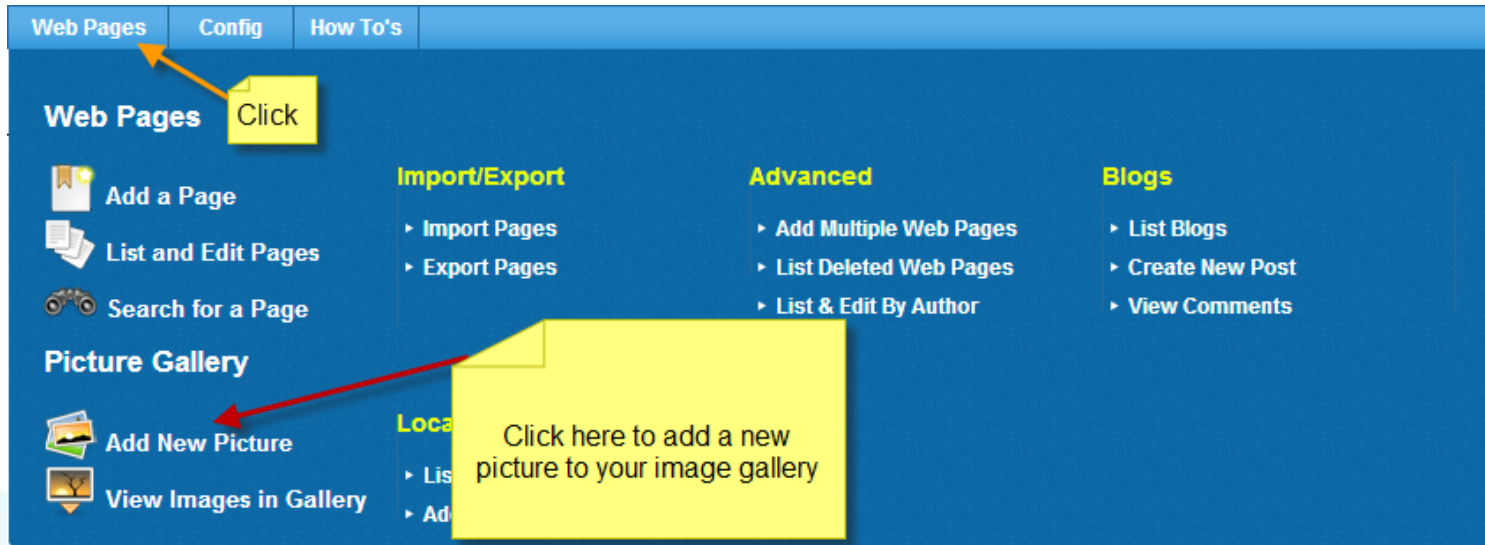 Web Pages Config How To's
Click
Web Pages
Add a Page
List and Edit Pages
Search for a Page
Import/Export
Import Pages
Export Pages
Advanced
Add Multiple Web Pages
List Deleted Web Pages
List & Edit By Author
Blogs
List Blogs
Create New Post
View Comments
Picture Gallery
Add New Picture
View Images in Gallery
Click here to add a new
picture to your image gallery